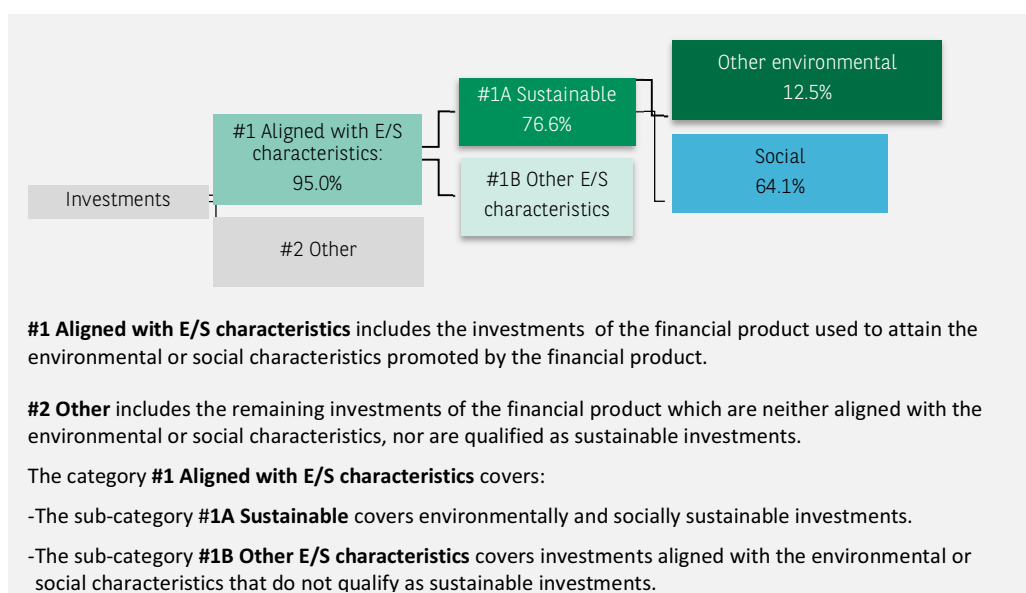 Investments
#1 Aligned with E/S
characteristics:
95.0%
#2 Other
#1A Sustainable
76.6%
#1B Other E/S
characteristics
Other environmental
12.5%
Social
64.1%
#1 Aligned with E/S characteristics includes the investments of the financial product used to attain the
environmental or social characteristics promoted by the financial product.
#2 Other includes the remaining investments of the financial product which are neither aligned with the
environmental or social characteristics, nor are qualified as sustainable investments.
The category #1 Aligned with E/S characteristics covers:
-The sub-category #1A Sustainable covers environmentally and socially sustainable investments.
-The sub-category #1B Other E/S characteristics covers investments aligned with the environmental or
social characteristics that do not qualify as sustainable investments.